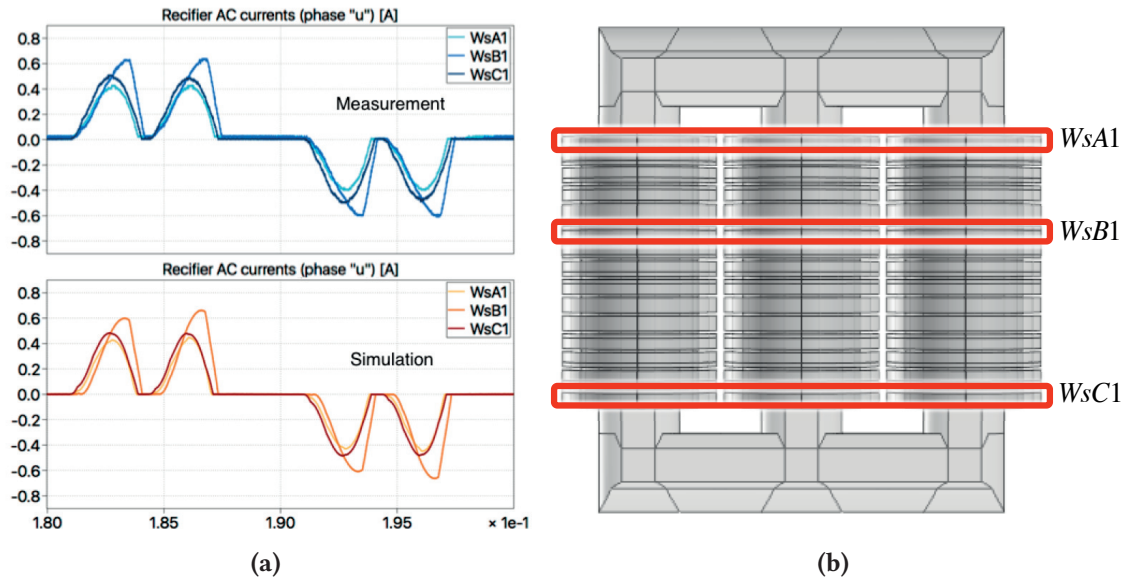 Rectifier AC currents (phase "u") [A]
0.8
0.6
0.4
0.2
0.0
-0.2
-0.4
-0.6
-0.8
WsA1
WsB1
WsC1
Measurement
Rectifier AC currents (phase "u") [A]
0.8
0.6
0.4
0.2
0.0
-0.2
-0.4
-0.6
-0.8
WsA1
WsB1
WsC1
Simulation
1.80 1.85 1.90 1.95 × 1e-1
(a)
WsA1
WsB1
WsC1
(b)